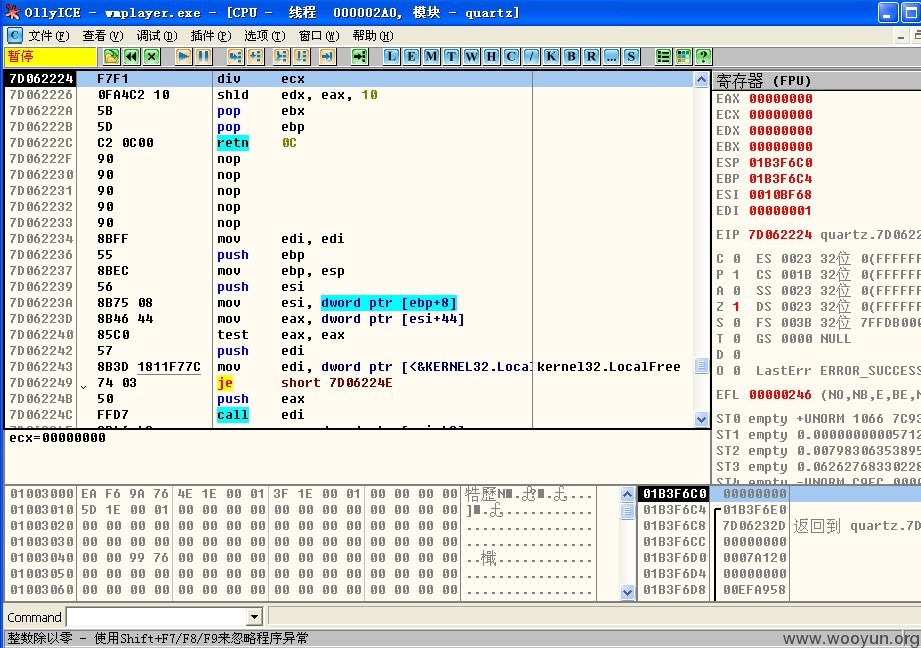 OllyICE - wmplayer.exe - [CPU - 线程 000002A0, 模块 - quartz]
文件(F) 查看(V) 调试(D) 插件(P) 选项(T) 窗口(W) 帮助(H)
暂停 L E M T W H C / K B R ... S ?
7D062224 F7F1 div ecx
7D062226 0FA4C2 10 shld edx, eax, 10
7D06222A 5B pop ebx
7D06222B 5D pop ebp
7D06222C C2 0C00 retn 0C
7D06222F 90 nop
7D062230 90 nop
7D062231 90 nop
7D062232 90 nop
7D062233 90 nop
7D062234 8BFF mov edi, edi
7D062236 55 push ebp
7D062237 8BEC mov ebp, esp
7D062239 56 push esi
7D06223A 8B75 08 mov esi, dword ptr [ebp+8]
7D06223D 8B46 44 mov eax, dword ptr [esi+44]
7D062240 85C0 test eax, eax
7D062242 57 push edi
7D062243 8B3D 1811F77C mov edi, dword ptr [<&KERNEL32.Loca kernel32.LocalFree
7D062249 74 03 je short 7D06224E
7D06224B 50 push eax
7D06224C FFD7 call edi
ecx=00000000
寄存器 (FPU)
EAX 00000000
ECX 00000000
EDX 00000000
EBX 00000000
ESP 01B3F6C0
EBP 01B3F6C4
ESI 0010BF68
EDI 00000001
EIP 7D062224 quartz.7D0622
C 0 ES 0023 32位 0(FFFFFF
P 1 CS 001B 32位 0(FFFFFF
A 0 SS 0023 32位 0(FFFFFF
Z 1 DS 0023 32位 0(FFFFFF
S 0 FS 003B 32位 7FFDB000
T 0 GS 0000 NULL
D 0
O 0 LastErr ERROR_SUCCESS
EFL 00000246 (NO,NB,E,BE,N
ST0 empty +UNORM 1066 7C93
ST1 empty 0.00000000005712
ST2 empty 0.00798306353895
ST3 empty 0.06262768330226
01003000 EA F6 9A 76 4E 1E 00 01 3F 1E 00 01 00 00 00 00
01003010 5D 1E 00 01 00 00 00 00 00 00 00 00 00 00 00 00
01003020 00 00 00 00 00 00 00 00 00 00 00 00 00 00 00 00 ................
01003030 00 00 00 00 00 00 00 00 00 00 00 00 00 00 00 00 ................
01003040 00 00 99 76 00 00 00 00 00 00 00 00 00 00 00 00
01003050 00 00 00 00 00 00 00 00 00 00 00 00 00 00 00 00 ................
01003060 00 00 00 00 00 00 00 00 00 00 00 00 00 00 00 00 ................
01B3F6C0 00000000
01B3F6C4 01B3F6E0
01B3F6C8 7D06232D 返回到 quartz.7D
01B3F6CC 00000000
01B3F6D0 0007A120
01B3F6D4 00000000
01B3F6D8 00EFA958
Command
整数除以零 - 使用Shift+F7/F8/F9来忽略程序异常
www.wooyun.org